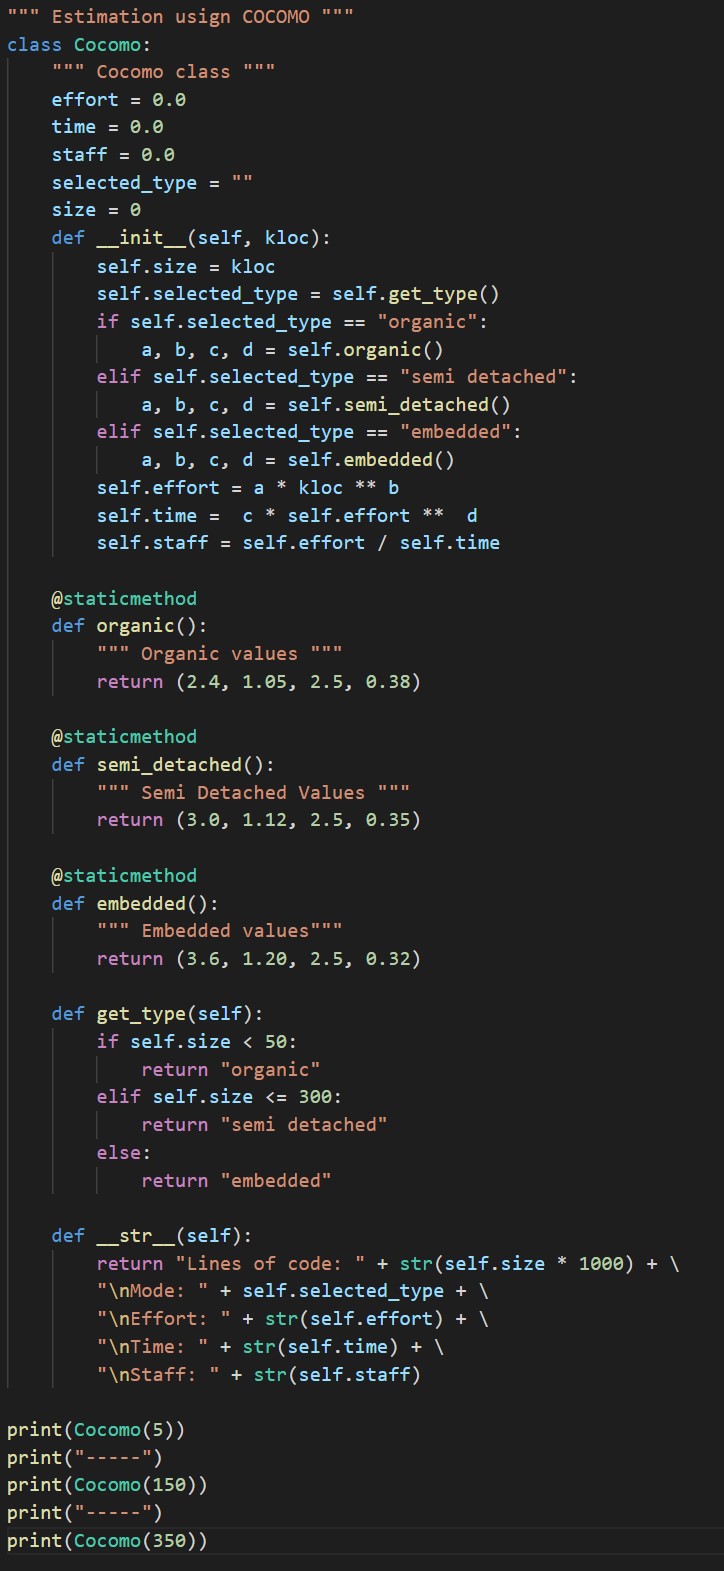 """ Estimation usign COCOMO """
class Cocomo:
    """ Cocomo class """
    effort = 0.0
    time = 0.0
    staff = 0.0
    selected_type = ""
    size = 0
    def __init__(self, kloc):
        self.size = kloc
        self.selected_type = self.get_type()
        if self.selected_type == "organic":
            a, b, c, d = self.organic()
        elif self.selected_type == "semi detached":
            a, b, c, d = self.semi_detached()
        elif self.selected_type == "embedded":
            a, b, c, d = self.embedded()
        self.effort = a * kloc ** b
        self.time =  c * self.effort **  d
        self.staff = self.effort / self.time

    @staticmethod
    def organic():
        """ Organic values """
        return (2.4, 1.05, 2.5, 0.38)

    @staticmethod
    def semi_detached():
        """ Semi Detached Values """
        return (3.0, 1.12, 2.5, 0.35)

    @staticmethod
    def embedded():
        """ Embedded values"""
        return (3.6, 1.20, 2.5, 0.32)

    def get_type(self):
        if self.size < 50:
            return "organic"
        elif self.size <= 300:
            return "semi detached"
        else:
            return "embedded"

    def __str__(self):
        return "Lines of code: " + str(self.size * 1000) + \
        "\nMode: " + self.selected_type + \
        "\nEffort: " + str(self.effort) + \
        "\nTime: " + str(self.time) + \
        "\nStaff: " + str(self.staff)

print(Cocomo(5))
print("-----")
print(Cocomo(150))
print("-----")
print(Cocomo(350))